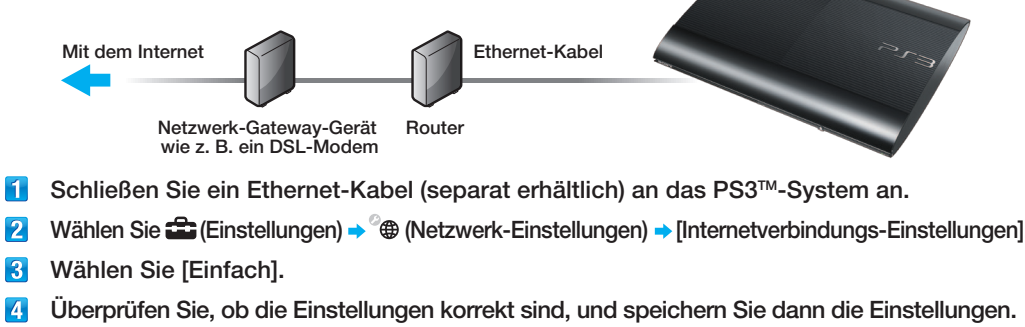 Mit dem Internet
Ethernet-Kabel
PS3
Netzwerk-Gateway-Gerät
wie z. B. ein DSL-Modem
Router
1 Schließen Sie ein Ethernet-Kabel (separat erhältlich) an das PS3™-System an.
2 Wählen Sie (Einstellungen) (Netzwerk-Einstellungen) [Internetverbindungs-Einstellungen]
3 Wählen Sie [Einfach].
4 Überprüfen Sie, ob die Einstellungen korrekt sind, und speichern Sie dann die Einstellungen.